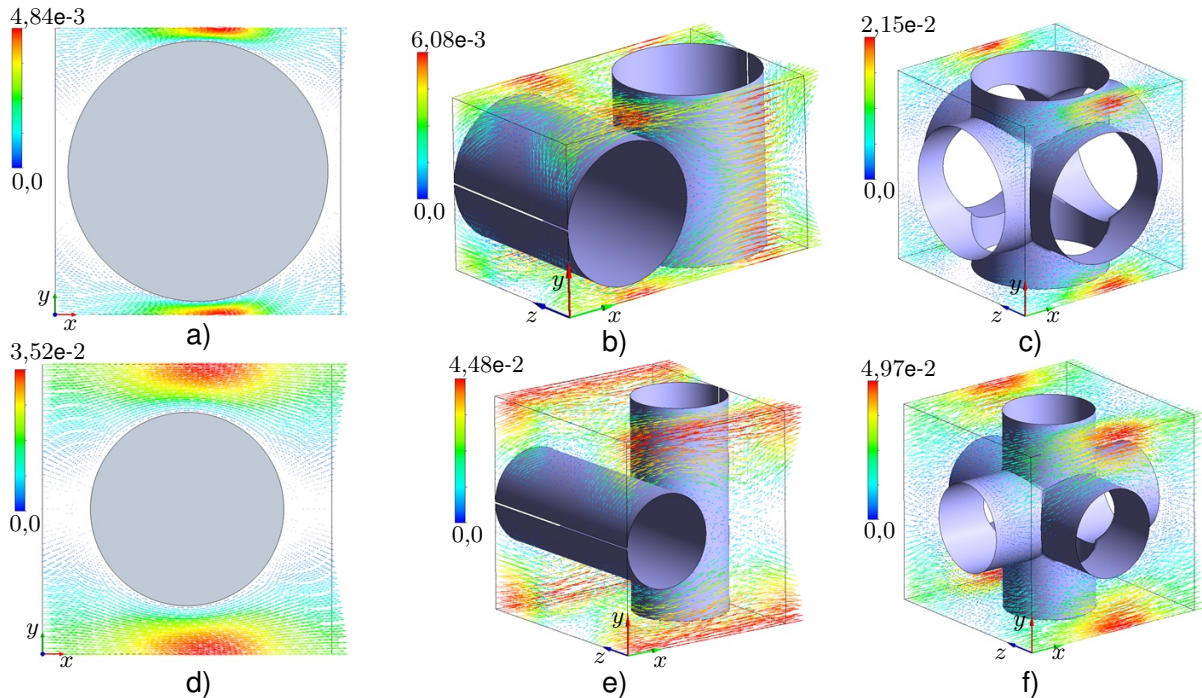 4,84e-3
0,0
y
x
a)
6,08e-3
0,0
y
z
x
b)
2,15e-2
0,0
y
z
x
c)
3,52e-2
0,0
y
x
d)
4,48e-2
0,0
y
z
x
e)
4,97e-2
0,0
y
z
x
f)